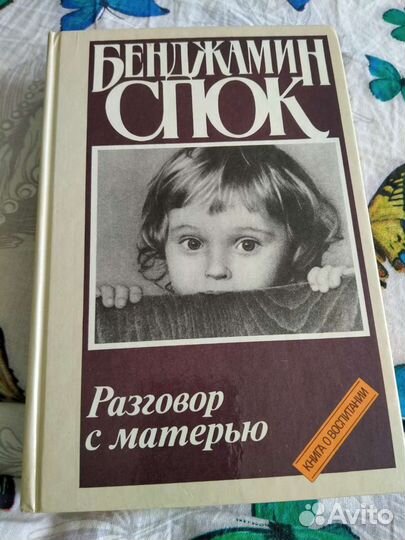 БЕНДЖАМИН
СПОК
Разговор
с матерью
КНИГА О ВОСПИТАНИИ
Avito